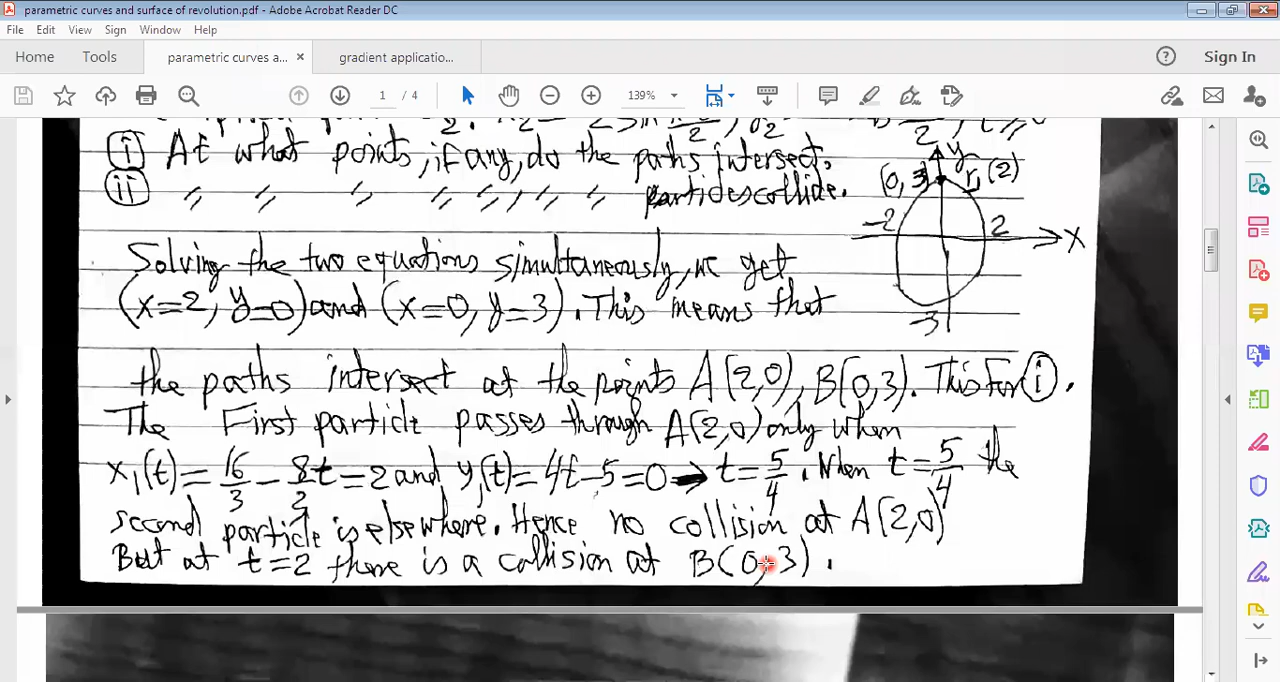 parametric curves and surface of revolution.pdf - Adobe Acrobat Reader DC
File Edit View Sign Window Help
Home Tools parametric curves a... × gradient applicatio... Sign In
1 / 4 139%
(i) At what points, if any, do the paths intersect.
(ii) " " " " " " " particles collide.
(0, 3) y r₁(2)
-2 2 X
-3
Solving the two equations simultaneously, we get
(x=2, y=0) and (x=0, y=3). This means that
the paths intersect at the points A(2,0), B(0,3). This for (i).
The First particle passes through A(2,0) only when
x₁(t) = 16/3 - 8/3 t = 2 and y₁(t) = 4t-5=0 → t = 5/4. When t = 5/4 the
second particle is elsewhere. Hence no collision at A(2,0)
But at t=2 there is a collision at B(0,3).